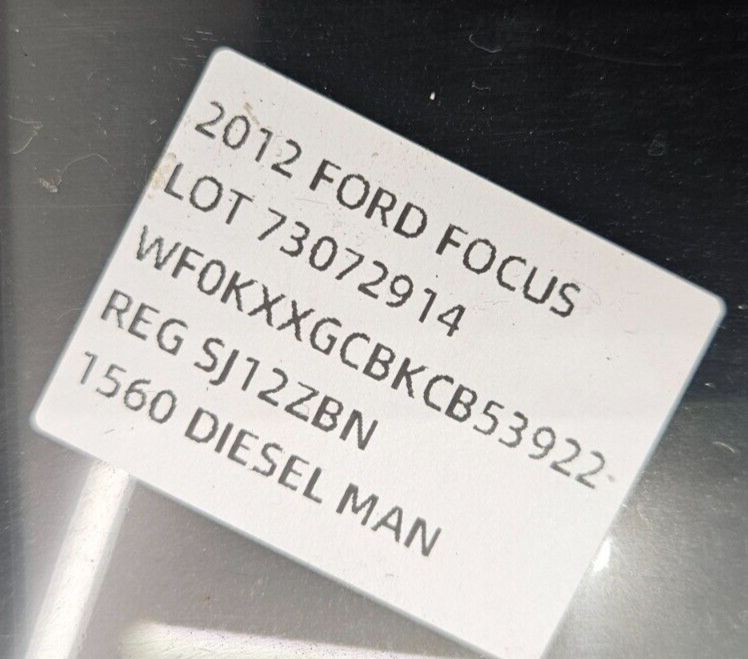 2012 FORD FOCUS
LOT 73072914
WF0KXXGCBKCB53922
REG SJ12ZBN
1560 DIESEL MAN